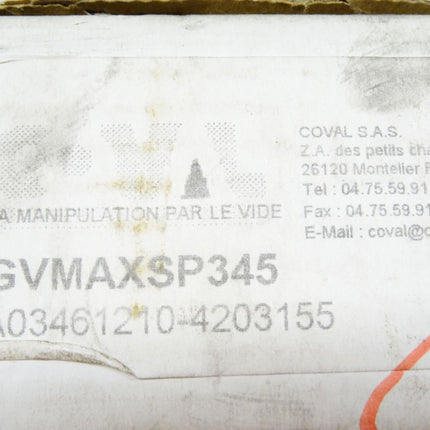 COVAL
A MANIPULATION PAR LE VIDE
GVMAXSP345
A03461210-4203155
COVAL S.A.S.
Z.A. des petits cha
26120 Montelier F
Tel : 04.75.59.91
Fax : 04.75.59.91
E-Mail : coval@c